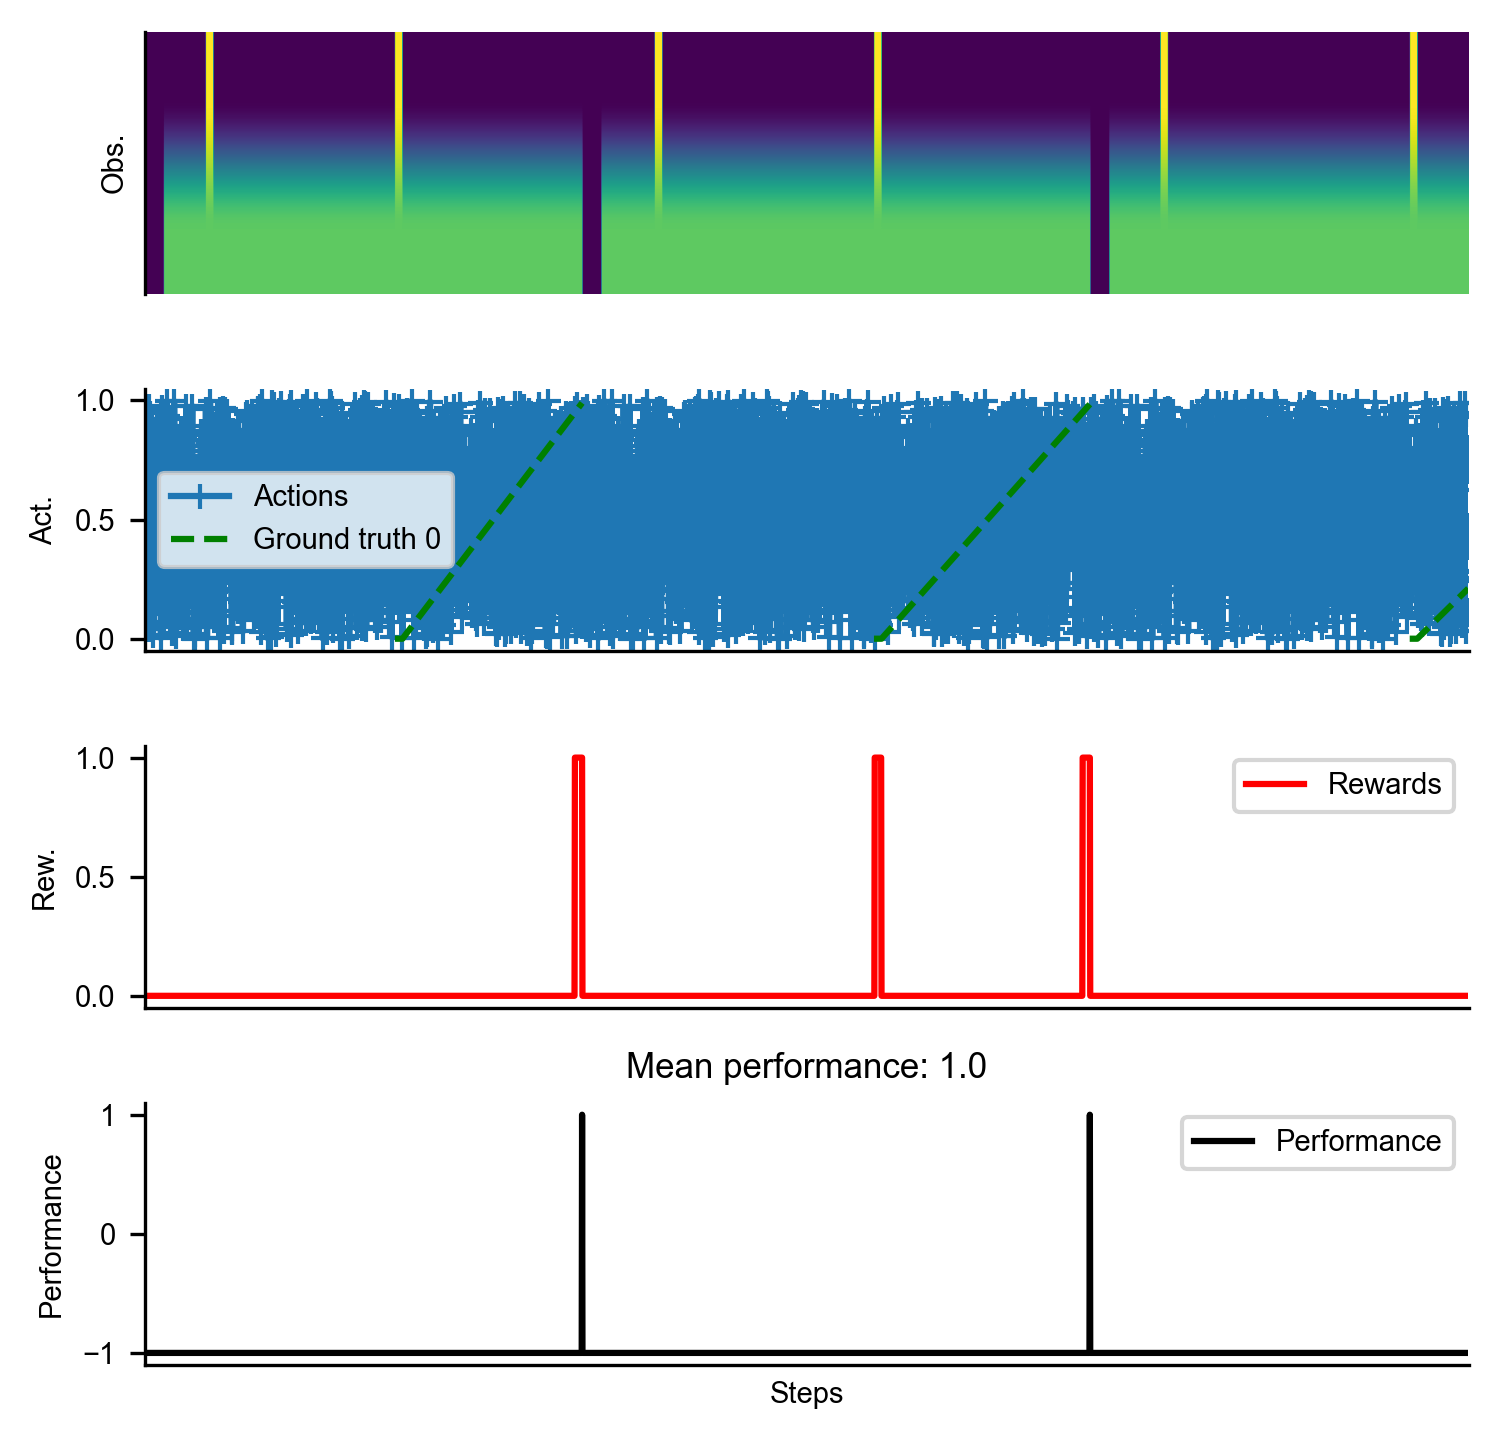 Obs.
1.0
0.5
0.0
Act.
Actions
Ground truth 0
1.0
0.5
0.0
Rew.
Rewards
Mean performance: 1.0
1
0
−1
Performance
Performance
Steps